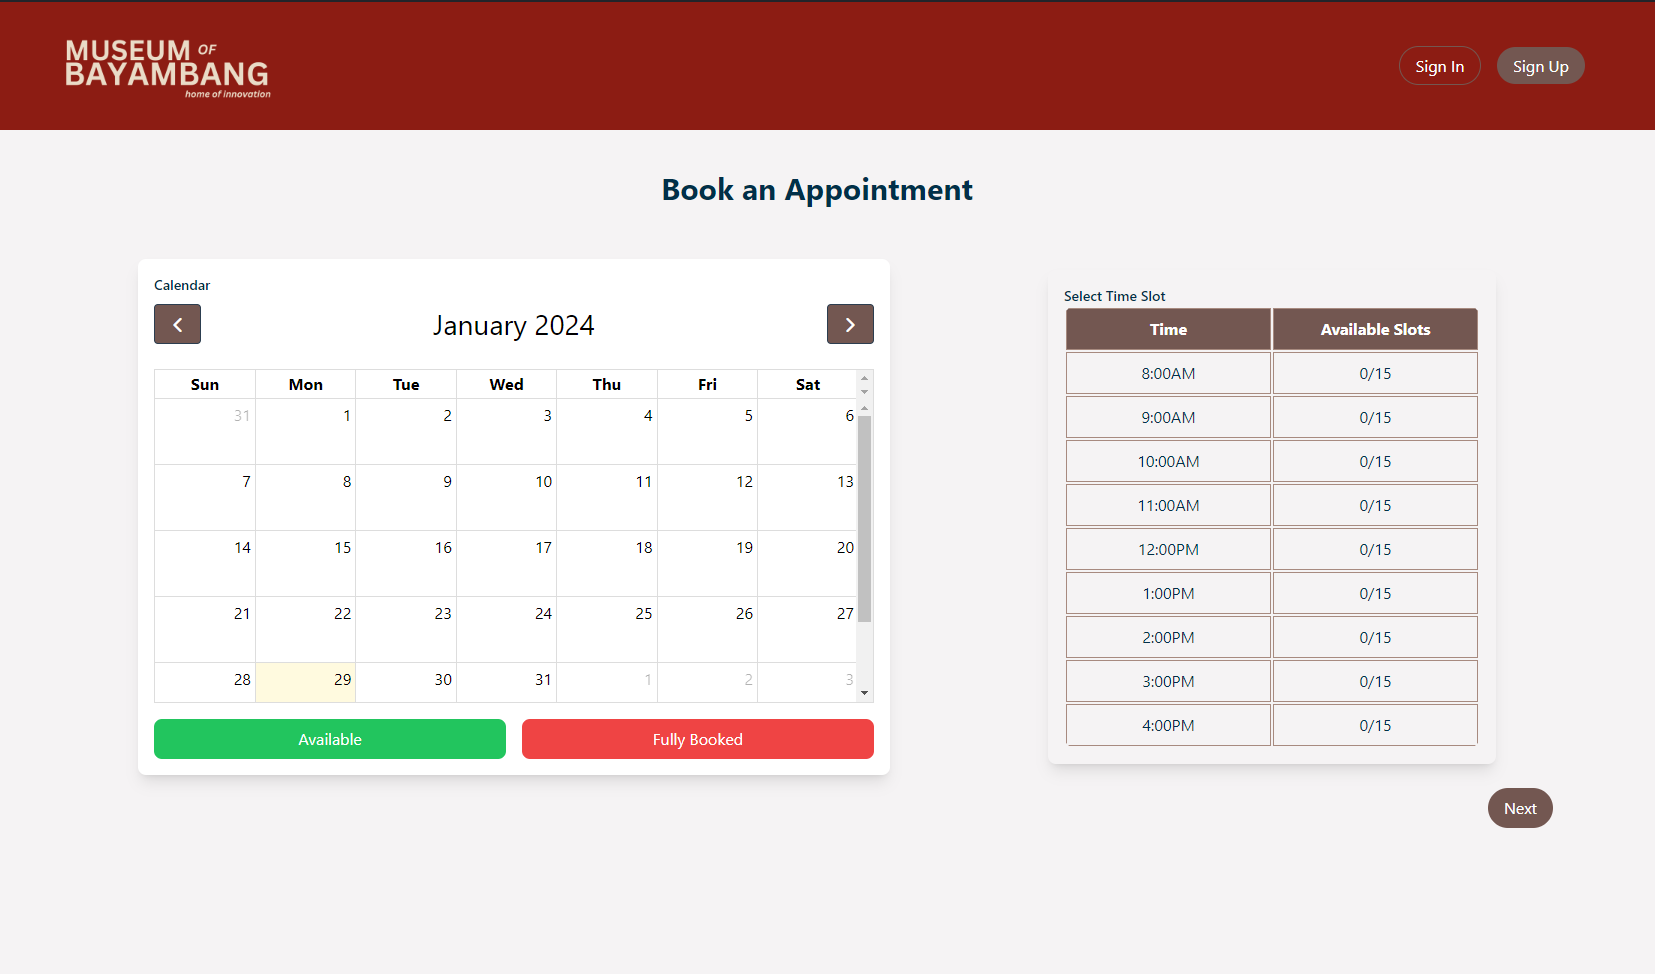 MUSEUM OF
BAYAMBANG
home of innovation
Sign In
Sign Up
Book an Appointment
Calendar
January 2024
Sun Mon Tue Wed Thu Fri Sat
31 1 2 3 4 5 6
7 8 9 10 11 12 13
14 15 16 17 18 19 20
21 22 23 24 25 26 27
28 29 30 31 1 2 3
Available
Fully Booked
Select Time Slot
Time Available Slots
8:00AM 0/15
9:00AM 0/15
10:00AM 0/15
11:00AM 0/15
12:00PM 0/15
1:00PM 0/15
2:00PM 0/15
3:00PM 0/15
4:00PM 0/15
Next